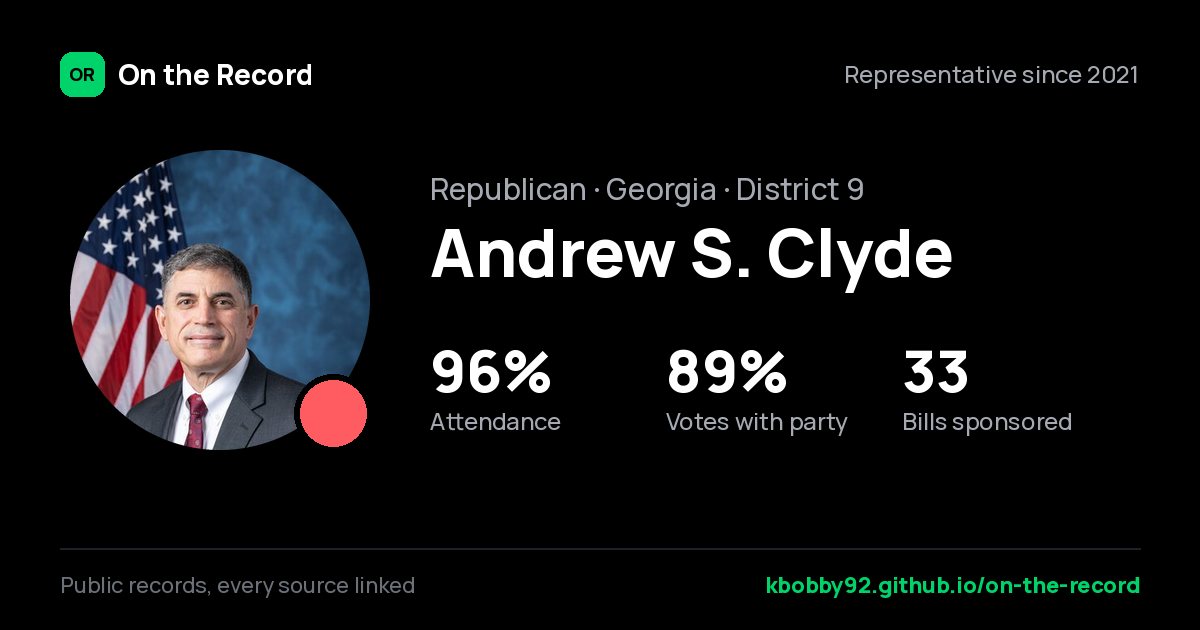 OR On the Record
Representative since 2021
Republican · Georgia · District 9
Andrew S. Clyde
96% 89% 33
Attendance Votes with party Bills sponsored
Public records, every source linked
kbobby92.github.io/on-the-record